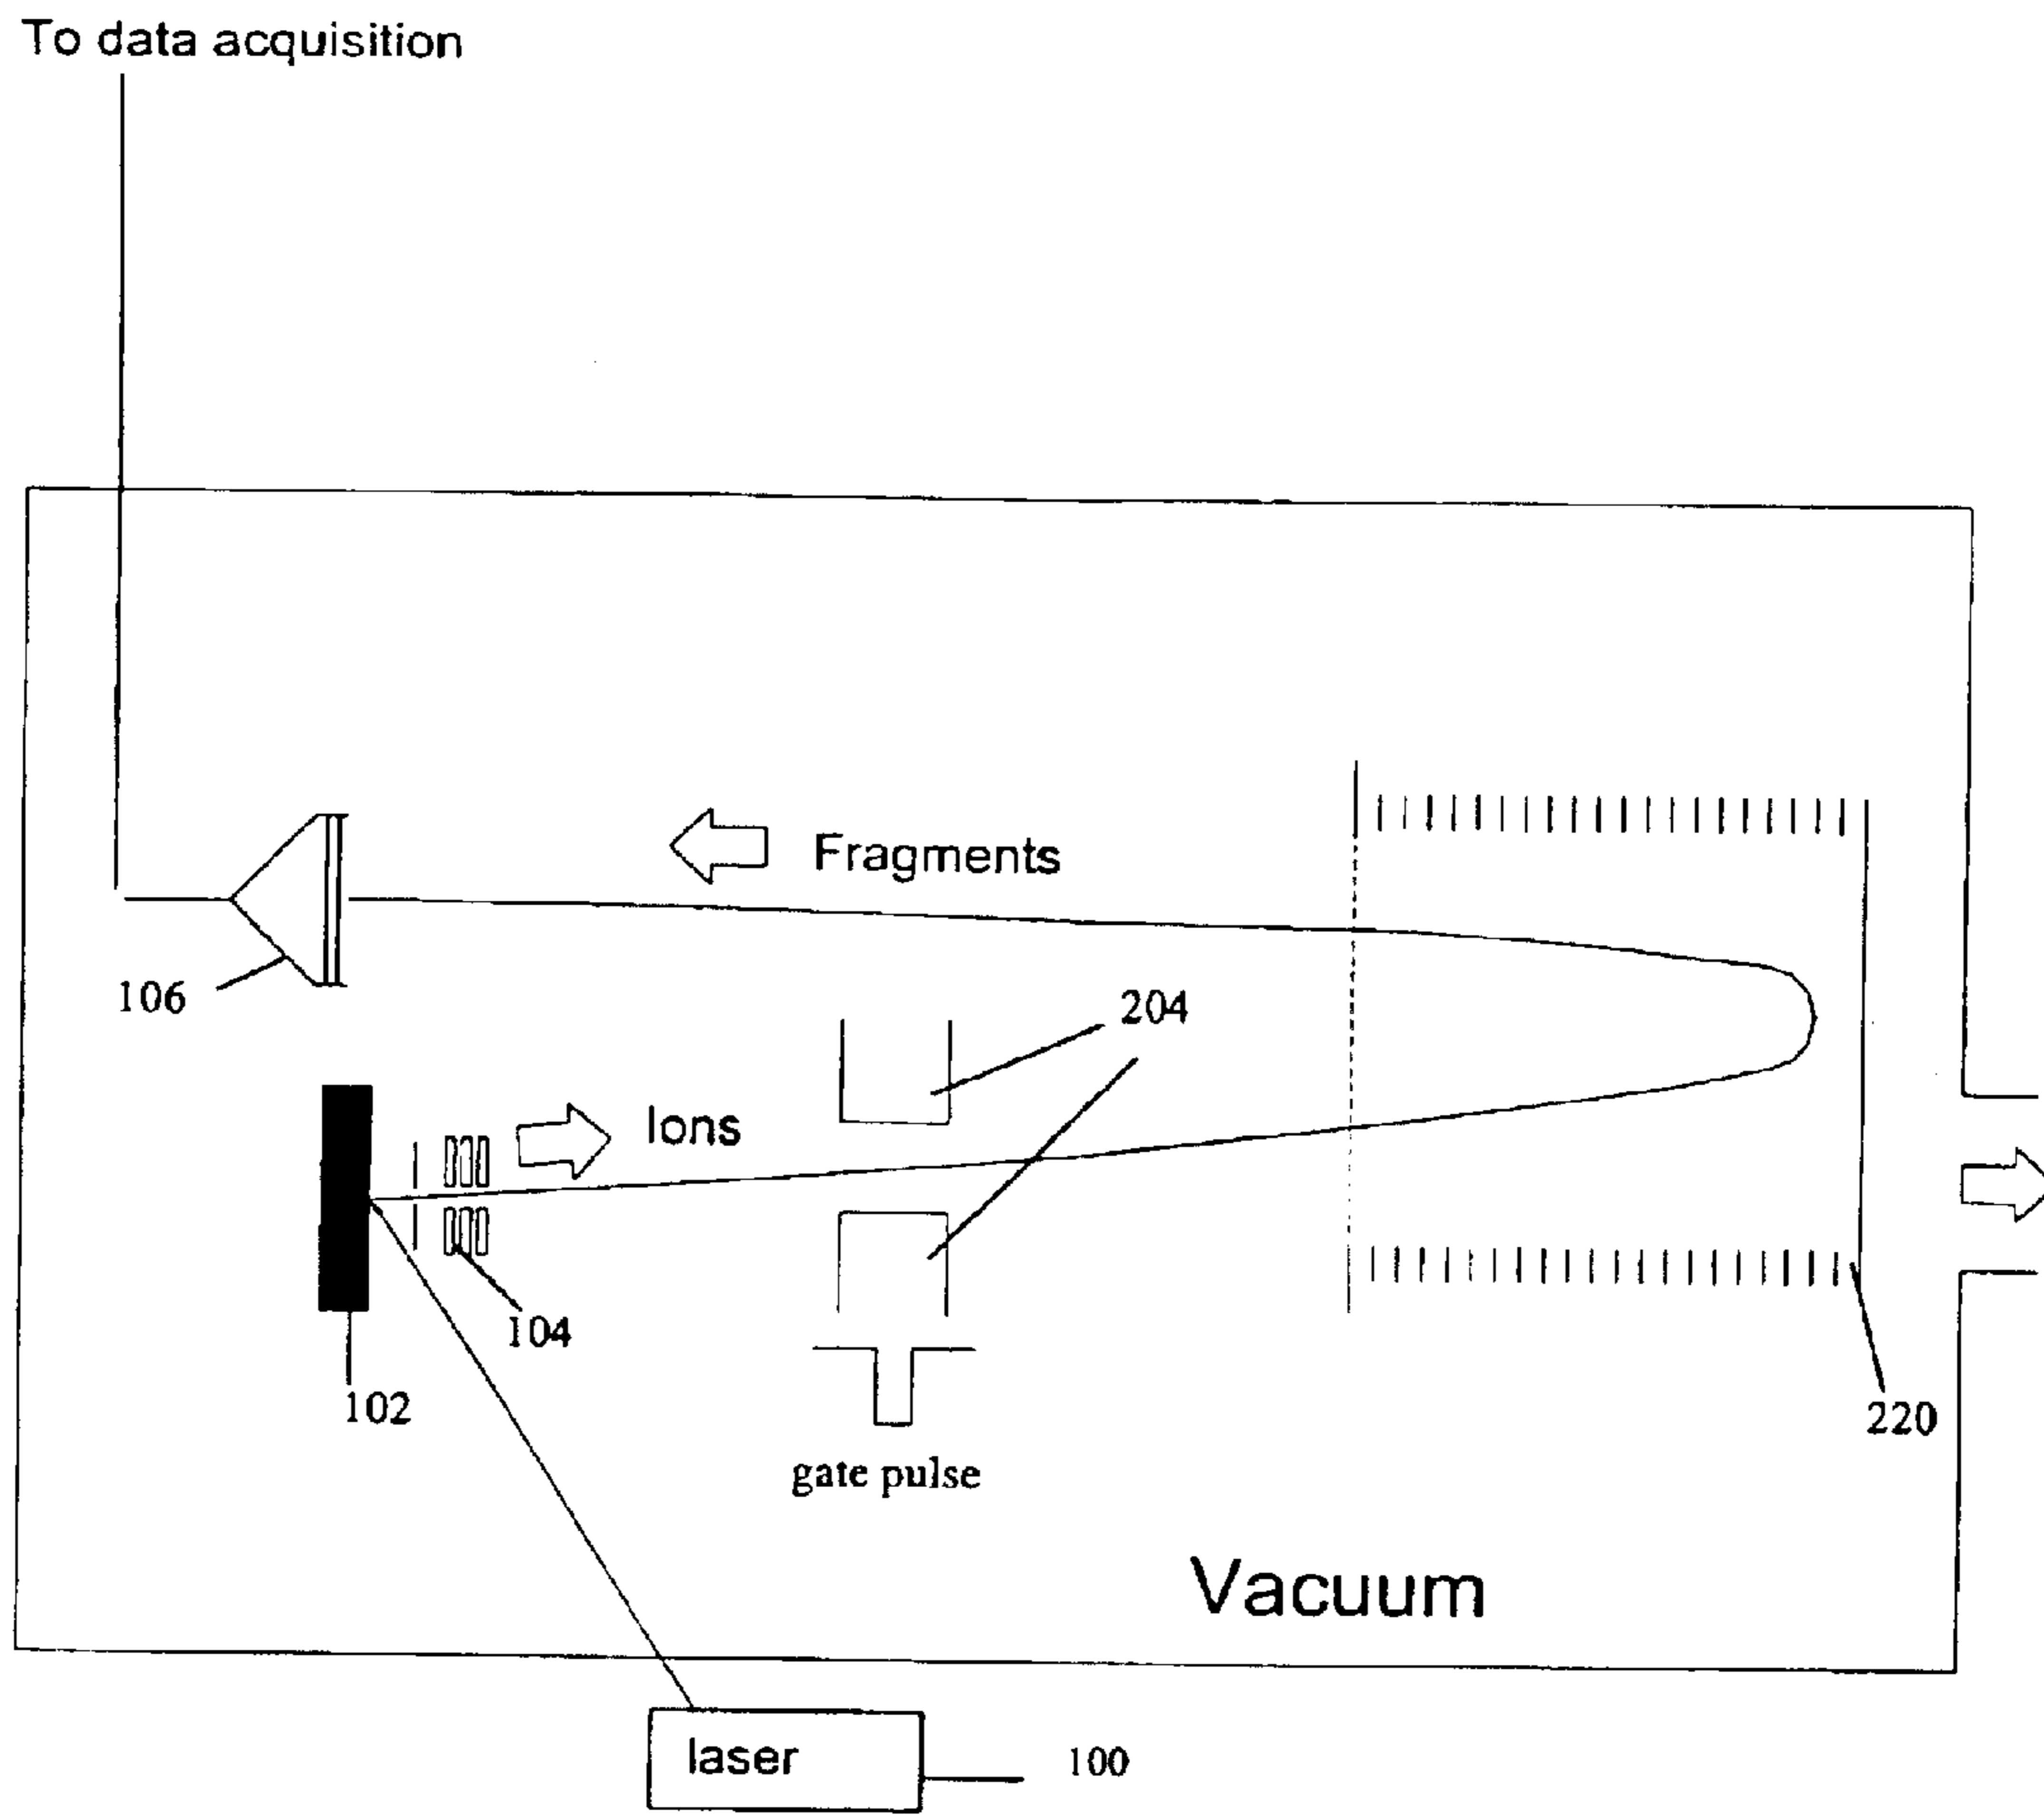 To data acquisition
Fragments
106
204
Ions
104
102
220
gate pulse
Vacuum
laser
100